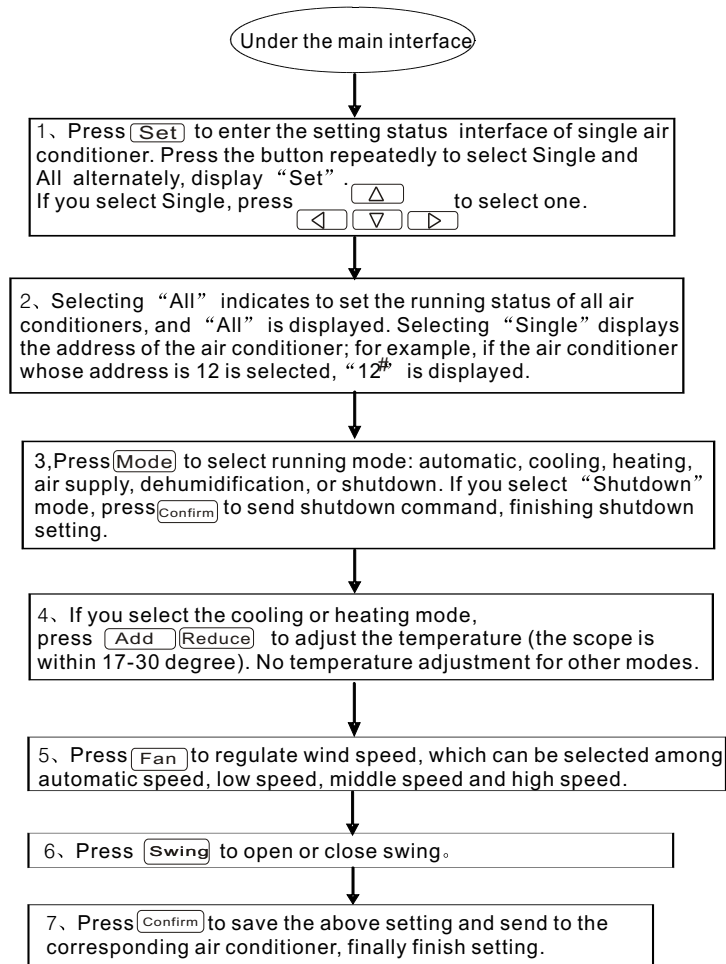 Under the main interface
1、Press Set to enter the setting status interface of single air
conditioner. Press the button repeatedly to select Single and
All alternately, display “Set”.
If you select Single, press △ to select one.
◁ ▽ ▷
2、Selecting “All” indicates to set the running status of all air
conditioners, and “All” is displayed. Selecting “Single” displays
the address of the air conditioner; for example, if the air conditioner
whose address is 12 is selected, “12#” is displayed.
3,Press Mode to select running mode: automatic, cooling, heating,
air supply, dehumidification, or shutdown. If you select “Shutdown”
mode, press Confirm to send shutdown command, finishing shutdown
setting.
4、If you select the cooling or heating mode,
press Add Reduce to adjust the temperature (the scope is
within 17-30 degree). No temperature adjustment for other modes.
5、Press Fan to regulate wind speed, which can be selected among
automatic speed, low speed, middle speed and high speed.
6、Press Swing to open or close swing。
7、Press Confirm to save the above setting and send to the
corresponding air conditioner, finally finish setting.